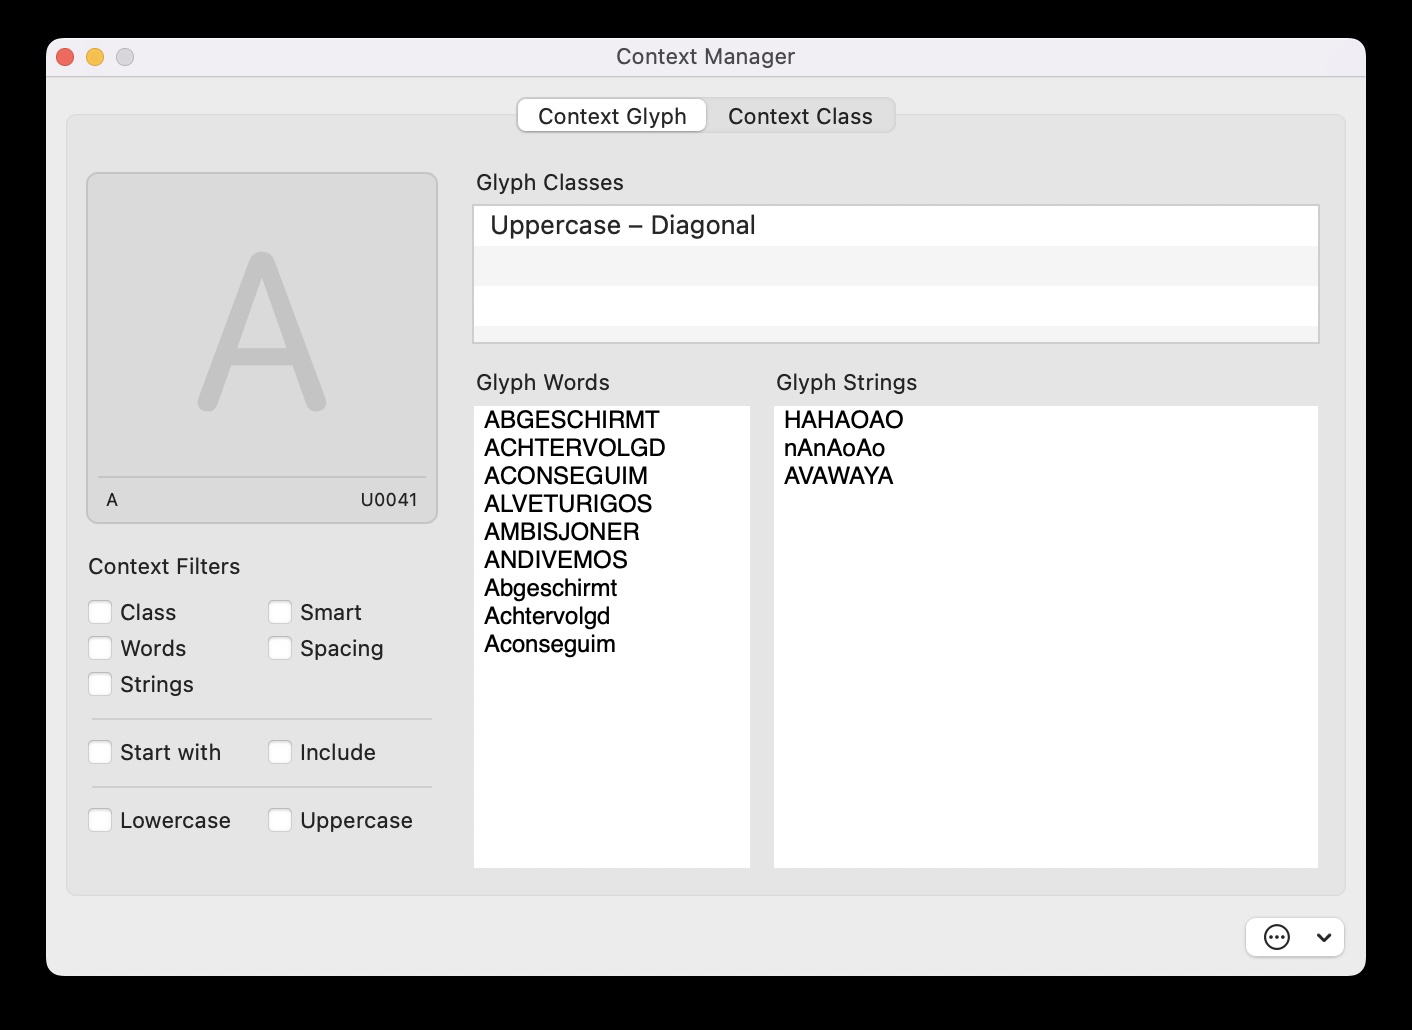 Context Manager
Context Glyph
Context Class
A
A
U0041
Context Filters
Class
Smart
Words
Spacing
Strings
Start with
Include
Lowercase
Uppercase
Glyph Classes
Uppercase – Diagonal
Glyph Words
ABGESCHIRMT
ACHTERVOLGD
ACONSEGUIM
ALVETURIGOS
AMBISJONER
ANDIVEMOS
Abgeschirmt
Achtervolgd
Aconseguim
Glyph Strings
HAHAOAO
nAnAoAo
AVAWAYA